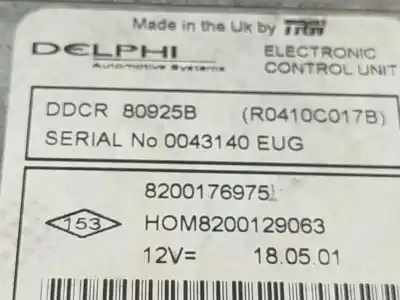 Made in the Uk by TRW
DELPHI
Automotive Systems
ELECTRONIC
CONTROL UNIT
DDCR 80925B (R0410C017B)
SERIAL No 0043140 EUG
8200176975
153 HOM8200129063
12V= 18.05.01